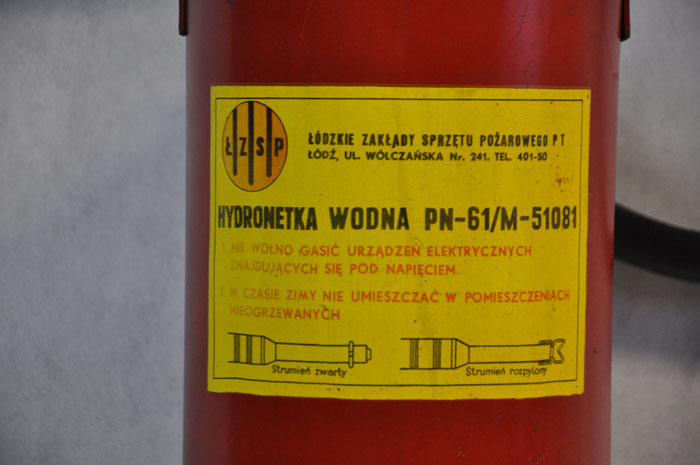 ŁZSP
ŁÓDZKIE ZAKŁADY SPRZĘTU POŻAROWEGO PT
ŁÓDŹ, UL. WÓLCZAŃSKA Nr. 241, TEL. 401-50
HYDRONETKA WODNA PN-61/M-51081
1. NIE WOLNO GASIĆ URZĄDZEŃ ELEKTRYCZNYCH
ZNAJDUJĄCYCH SIĘ POD NAPIĘCIEM.
2. W CZASIE ZIMY NIE UMIESZCZAĆ W POMIESZCZENIACH
NIEOGRZEWANYCH
Strumień zwarty
Strumień rozpylony